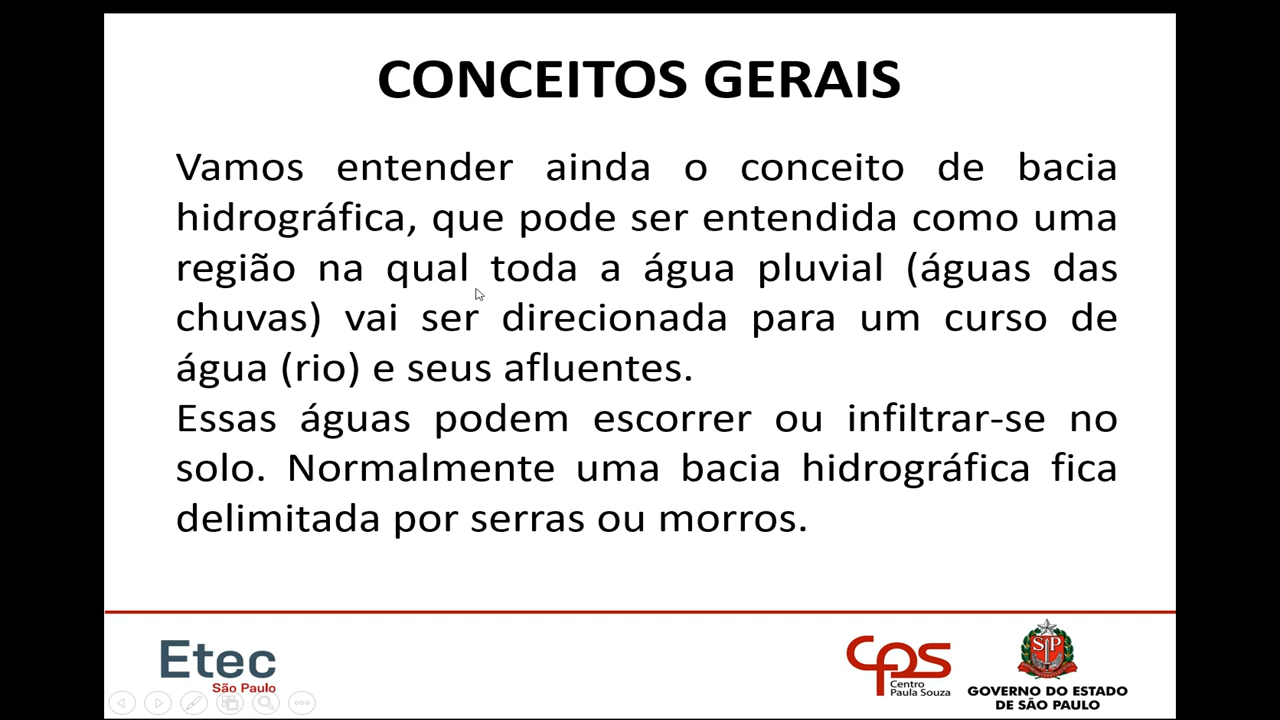 CONCEITOS GERAIS
Vamos entender ainda o conceito de bacia
hidrográfica, que pode ser entendida como uma
região na qual toda a água pluvial (águas das
chuvas) vai ser direcionada para um curso de
água (rio) e seus afluentes.
Essas águas podem escorrer ou infiltrar-se no
solo. Normalmente uma bacia hidrográfica fica
delimitada por serras ou morros.
Etec
São Paulo
cps
Centro
Paula Souza
SP
GOVERNO DO ESTADO
DE SÃO PAULO